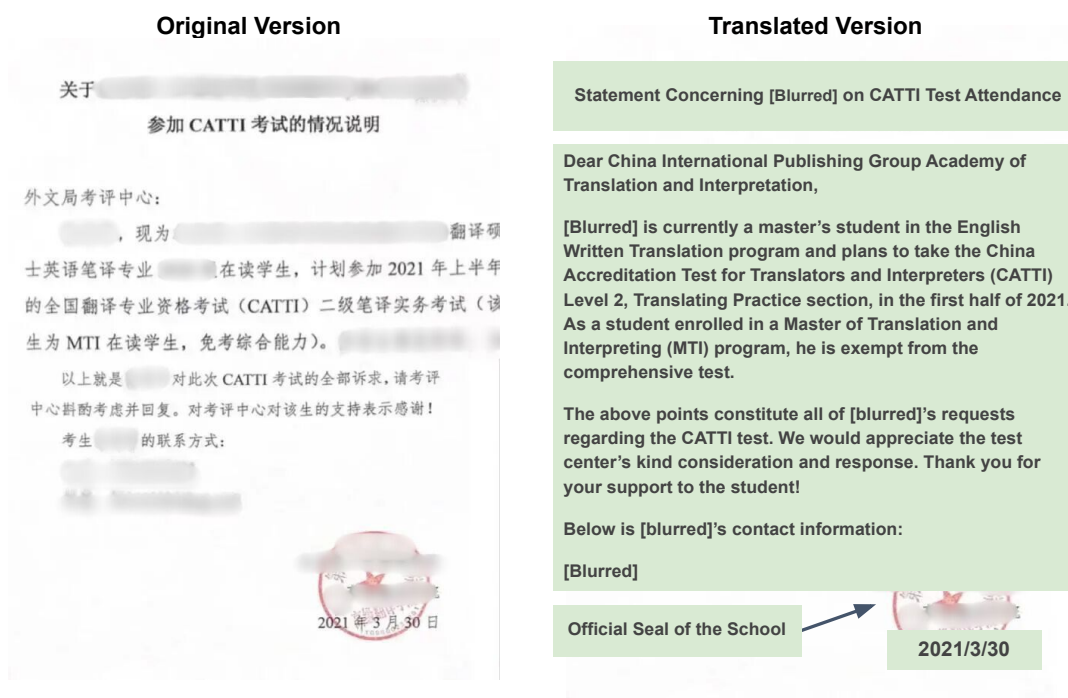 Original Version
关于
参加 CATTI 考试的情况说明
外文局考评中心：
，现为 翻译硕
士英语笔译专业 在读学生，计划参加 2021 年上半年
的全国翻译专业资格考试（CATTI）二级笔译实务考试（该
生为 MTI 在读学生，免考综合能力）。
以上就是 对此次 CATTI 考试的全部诉求，请考评
中心斟酌考虑并回复。对考评中心对该生的支持表示感谢！
考生 的联系方式：
2021 年 3 月 30 日
Translated Version
Statement Concerning [Blurred] on CATTI Test Attendance
Dear China International Publishing Group Academy of
Translation and Interpretation,
[Blurred] is currently a master’s student in the English
Written Translation program and plans to take the China
Accreditation Test for Translators and Interpreters (CATTI)
Level 2, Translating Practice section, in the first half of 2021.
As a student enrolled in a Master of Translation and
Interpreting (MTI) program, he is exempt from the
comprehensive test.
The above points constitute all of [blurred]’s requests
regarding the CATTI test. We would appreciate the test
center’s kind consideration and response. Thank you for
your support to the student!
Below is [blurred]’s contact information:
[Blurred]
Official Seal of the School
2021/3/30